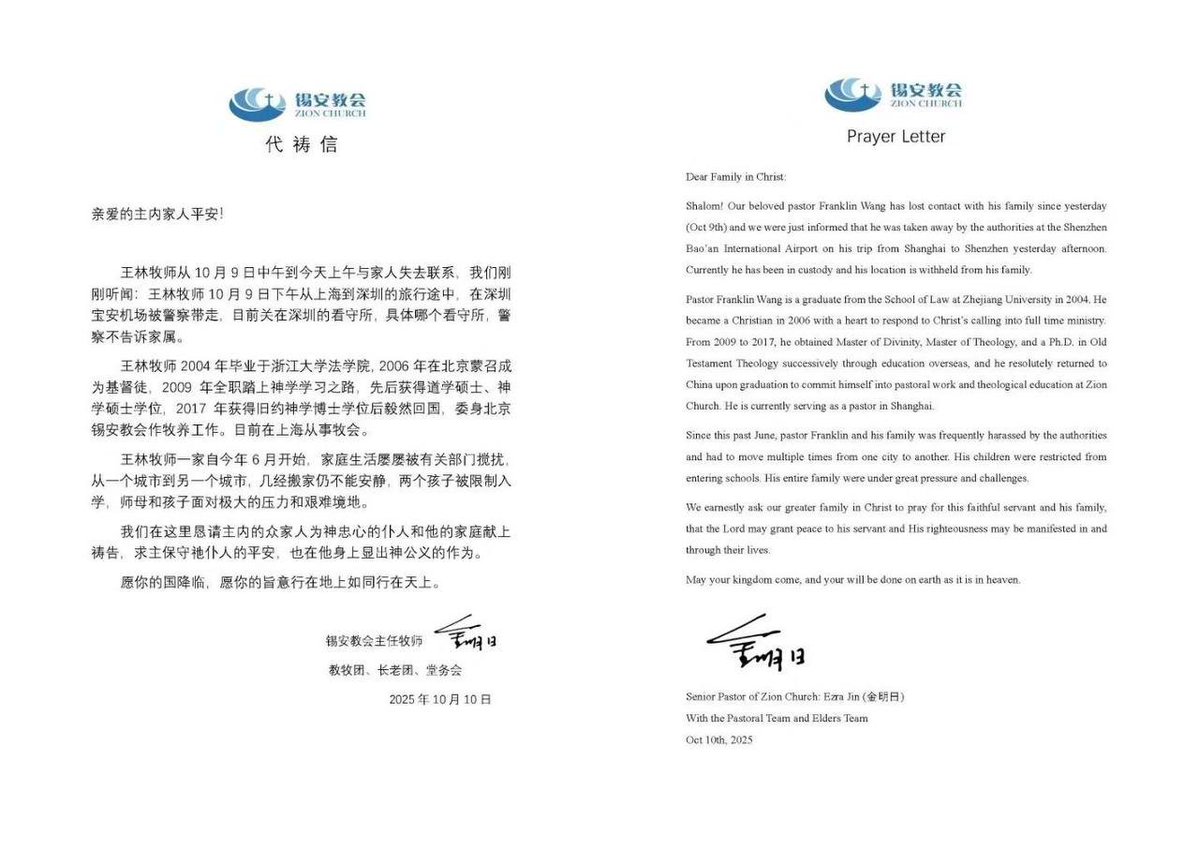 锡安教会
ZION CHURCH
代祷信
亲爱的主内家人平安!
王林牧师从 10 月 9 日中午到今天上午与家人失去联系，我们刚
刚听闻：王林牧师 10 月 9 日下午从上海到深圳的旅行途中，在深圳
宝安机场被警察带走，目前关在深圳的看守所，具体哪个看守所，警
察不告诉家属。
王林牧师 2004 年毕业于浙江大学法学院, 2006 年在北京蒙召成
为基督徒，2009 年全职踏上神学学习之路，先后获得道学硕士、神
学硕士学位，2017 年获得旧约神学博士学位后毅然回国，委身北京
锡安教会作牧养工作。目前在上海从事牧会。
王林牧师一家自今年 6 月开始，家庭生活屡屡被有关部门搅扰，
从一个城市到另一个城市，几经搬家仍不能安静，两个孩子被限制入
学，师母和孩子面对极大的压力和艰难境地。
我们在这里恳请主内的众家人为神忠心的仆人和他的家庭献上
祷告，求主保守祂仆人的平安，也在他身上显出神公义的作为。
愿你的国降临，愿你的旨意行在地上如同行在天上。
锡安教会主任牧师 金明日
教牧团、长老团、堂务会
2025 年 10 月 10 日
锡安教会
ZION CHURCH
Prayer Letter
Dear Family in Christ:
Shalom! Our beloved pastor Franklin Wang has lost contact with his family since yesterday
(Oct 9th) and we were just informed that he was taken away by the authorities at the Shenzhen
Bao’an International Airport on his trip from Shanghai to Shenzhen yesterday afternoon.
Currently he has been in custody and his location is withheld from his family.
Pastor Franklin Wang is a graduate from the School of Law at Zhejiang University in 2004. He
became a Christian in 2006 with a heart to respond to Christ’s calling into full time ministry.
From 2009 to 2017, he obtained Master of Divinity, Master of Theology, and a Ph.D. in Old
Testament Theology successively through education overseas, and he resolutely returned to
China upon graduation to commit himself into pastoral work and theological education at Zion
Church. He is currently serving as a pastor in Shanghai.
Since this past June, pastor Franklin and his family was frequently harassed by the authorities
and had to move multiple times from one city to another. His children were restricted from
entering schools. His entire family were under great pressure and challenges.
We earnestly ask our greater family in Christ to pray for this faithful servant and his family,
that the Lord may grant peace to his servant and His righteousness may be manifested in and
through their lives.
May your kingdom come, and your will be done on earth as it is in heaven.
金明日
Senior Pastor of Zion Church: Ezra Jin (金明日)
With the Pastoral Team and Elders Team
Oct 10th, 2025